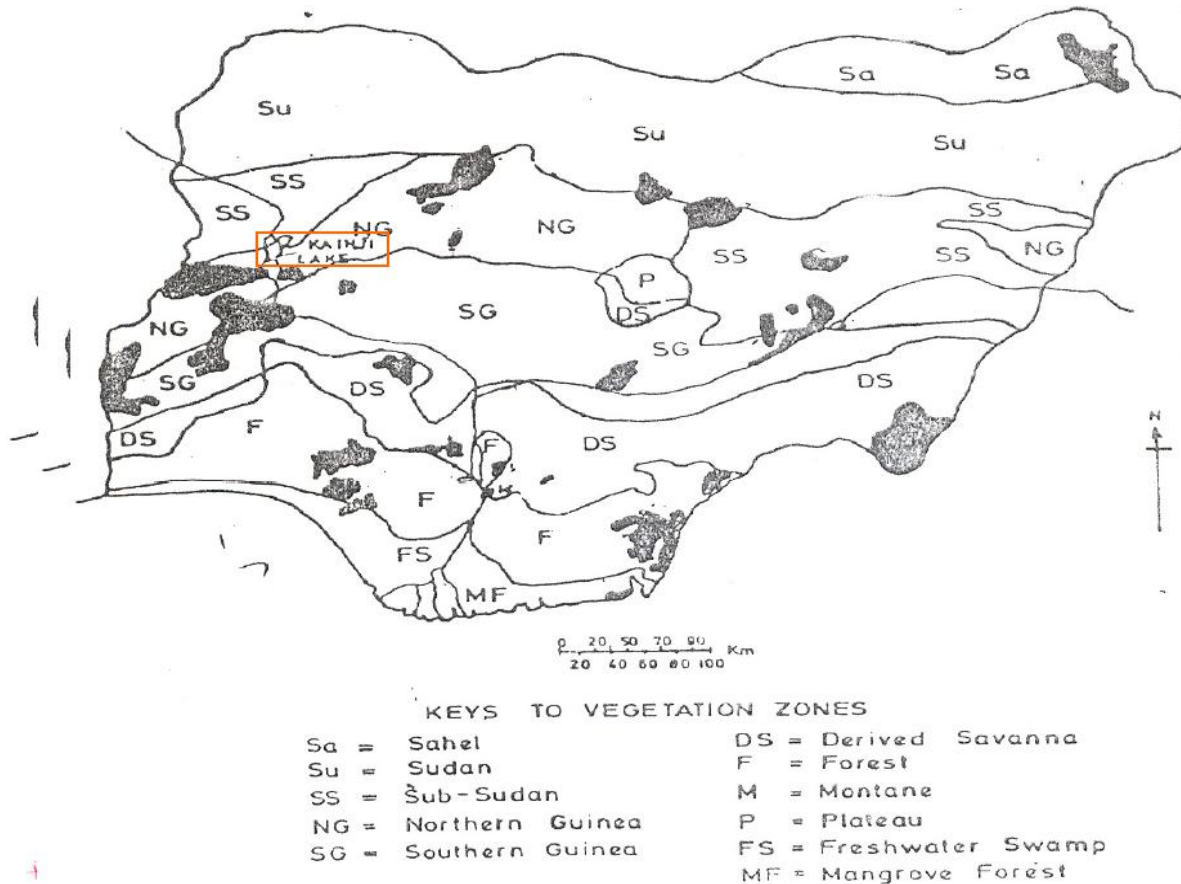 Sa
Sa
Su
Su
Su
SS
SS
SS
NG
NG
SS
SS
NG
KAINJI
LAKE
P
DS
SG
NG
SG
SG
DS
DS
DS
F
F
DS
F
F
FS
MF
N
0 20 50 70 90 Km
20 40 60 80 100
KEYS TO VEGETATION ZONES
Sa = Sahel
Su = Sudan
SS = Sub-Sudan
NG = Northern Guinea
SG = Southern Guinea
DS = Derived Savanna
F = Forest
M = Montane
P = Plateau
FS = Freshwater Swamp
MF = Mangrove Forest